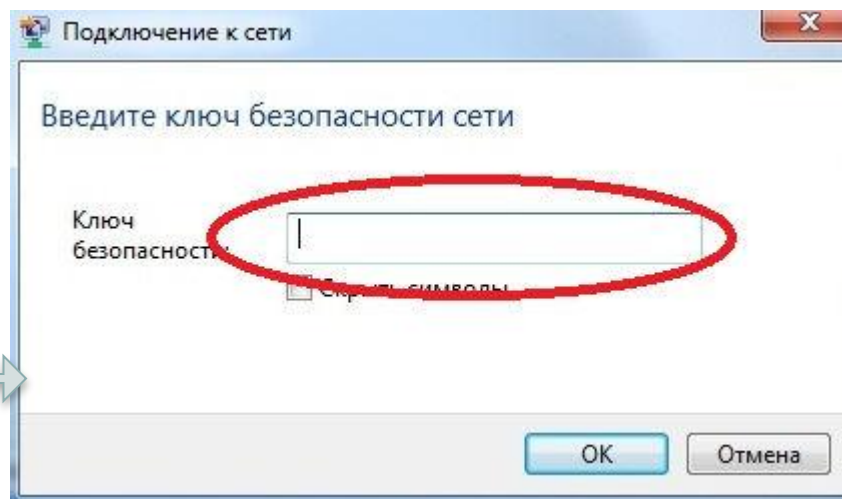 Подключение к сети
Введите ключ безопасности сети
Ключ
безопасности:
Скрыть символы
OK
Отмена